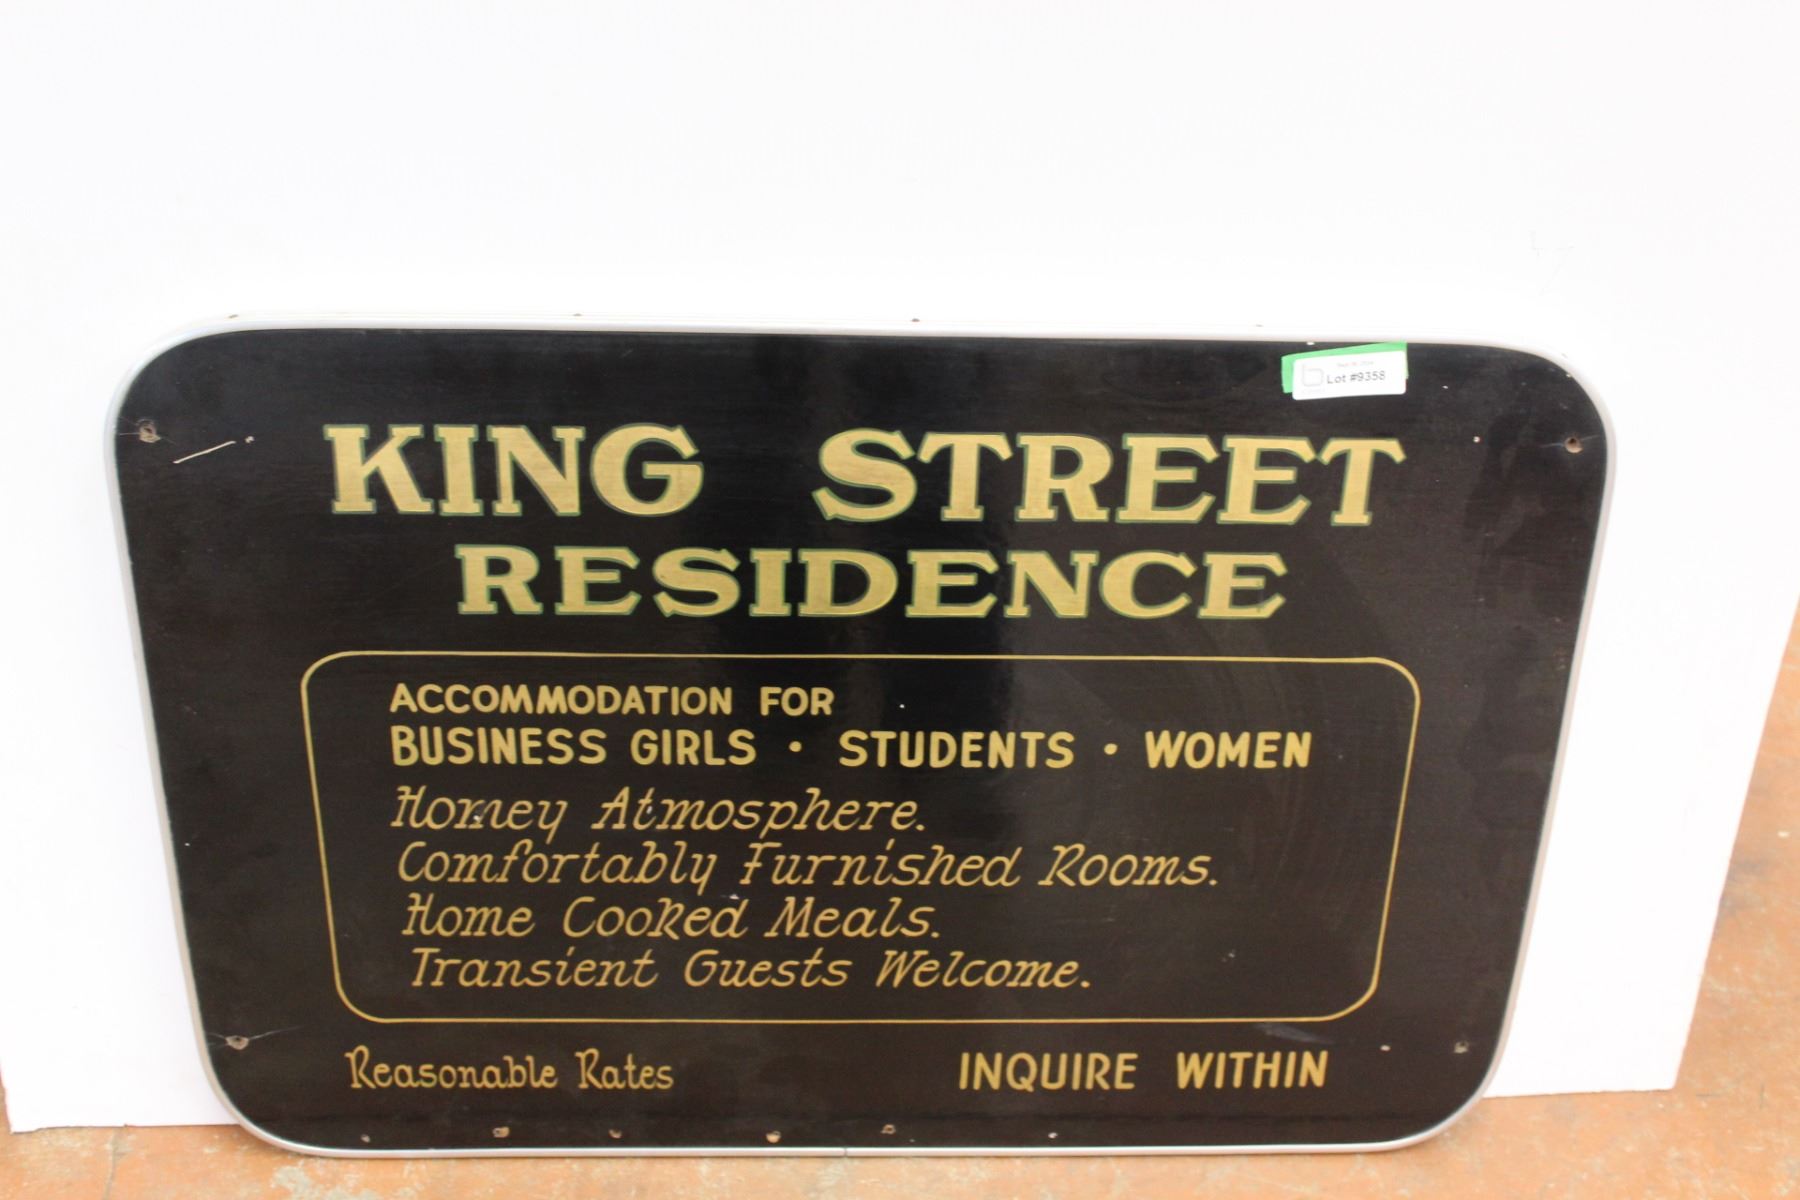 Lot #9358
KING STREET
RESIDENCE
ACCOMMODATION FOR
BUSINESS GIRLS • STUDENTS • WOMEN
Homey Atmosphere.
Comfortably Furnished Rooms.
Home Cooked Meals.
Transient Guests Welcome.
Reasonable Rates INQUIRE WITHIN